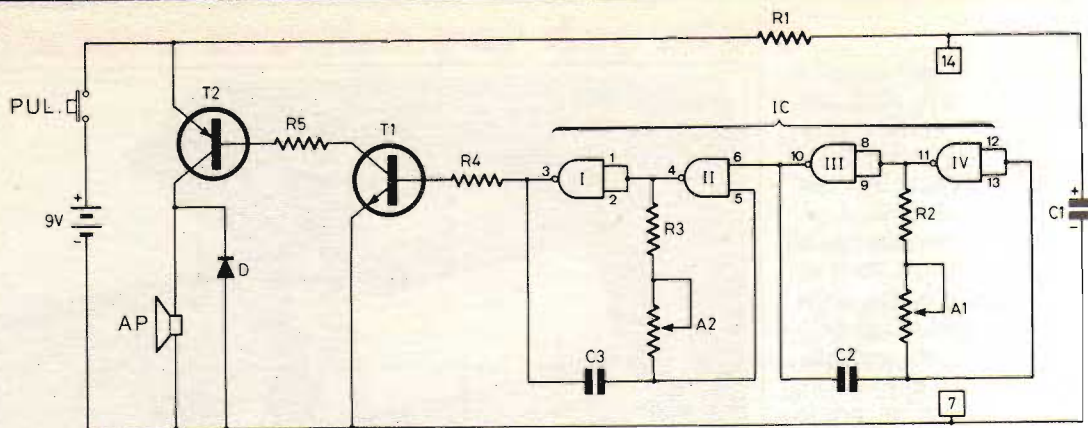 R1
14
PUL.
T2
R5
T1
IC
R4
3
I
1
2
4
II
6
5
10
III
8
9
11
IV
12
13
+
9V
-
D
AP
R3
A2
C3
R2
A1
C2
+
C1
-
7